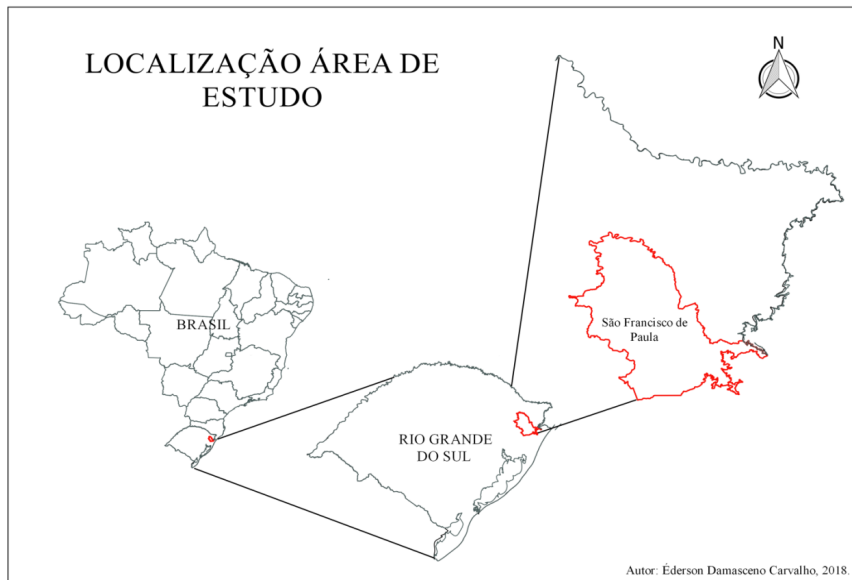 LOCALIZAÇÃO ÁREA DE
ESTUDO
N
BRASIL
São Francisco de
Paula
RIO GRANDE
DO SUL
Autor: Éderson Damasceno Carvalho, 2018.